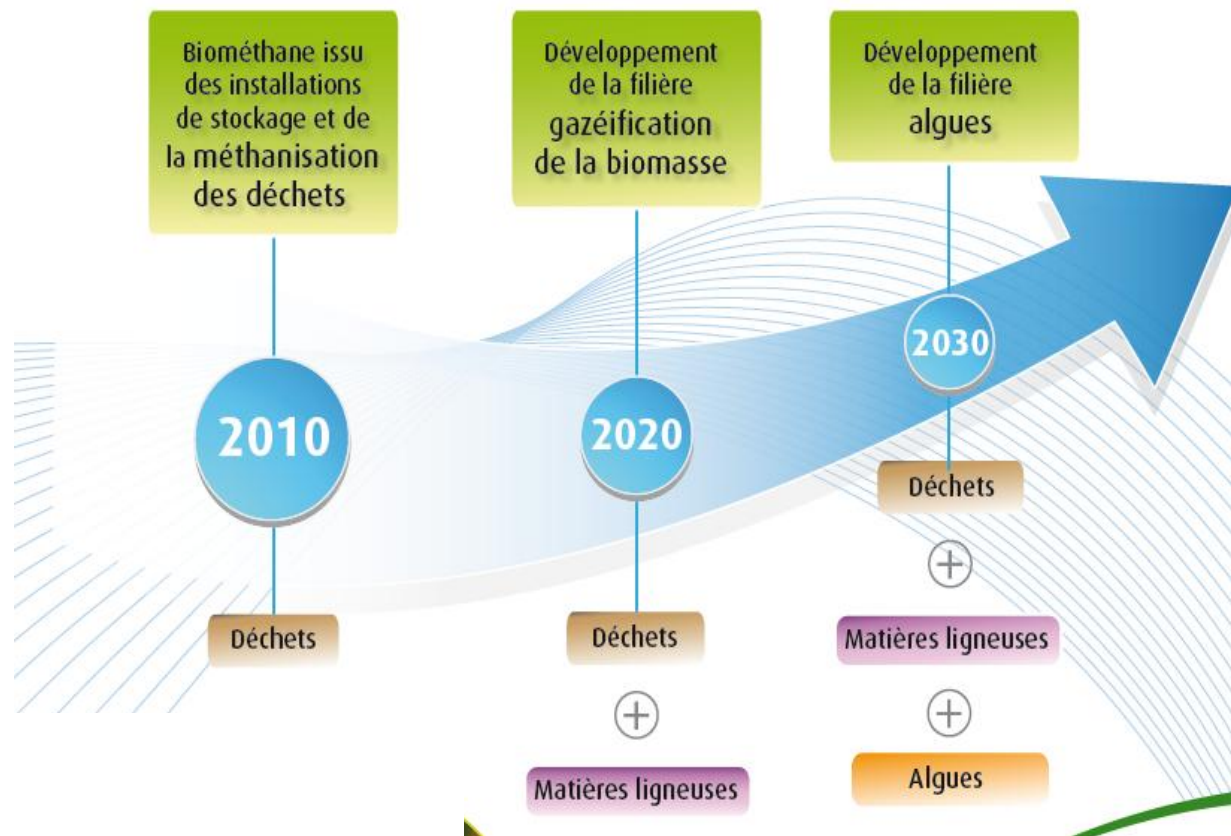 Biométhane issu
des installations
de stockage et de
la méthanisation
des déchets
Développement
de la filière
gazéification
de la biomasse
Développement
de la filière
algues
2010
2020
2030
Déchets
Déchets
+
Matières ligneuses
Déchets
+
Matières ligneuses
+
Algues